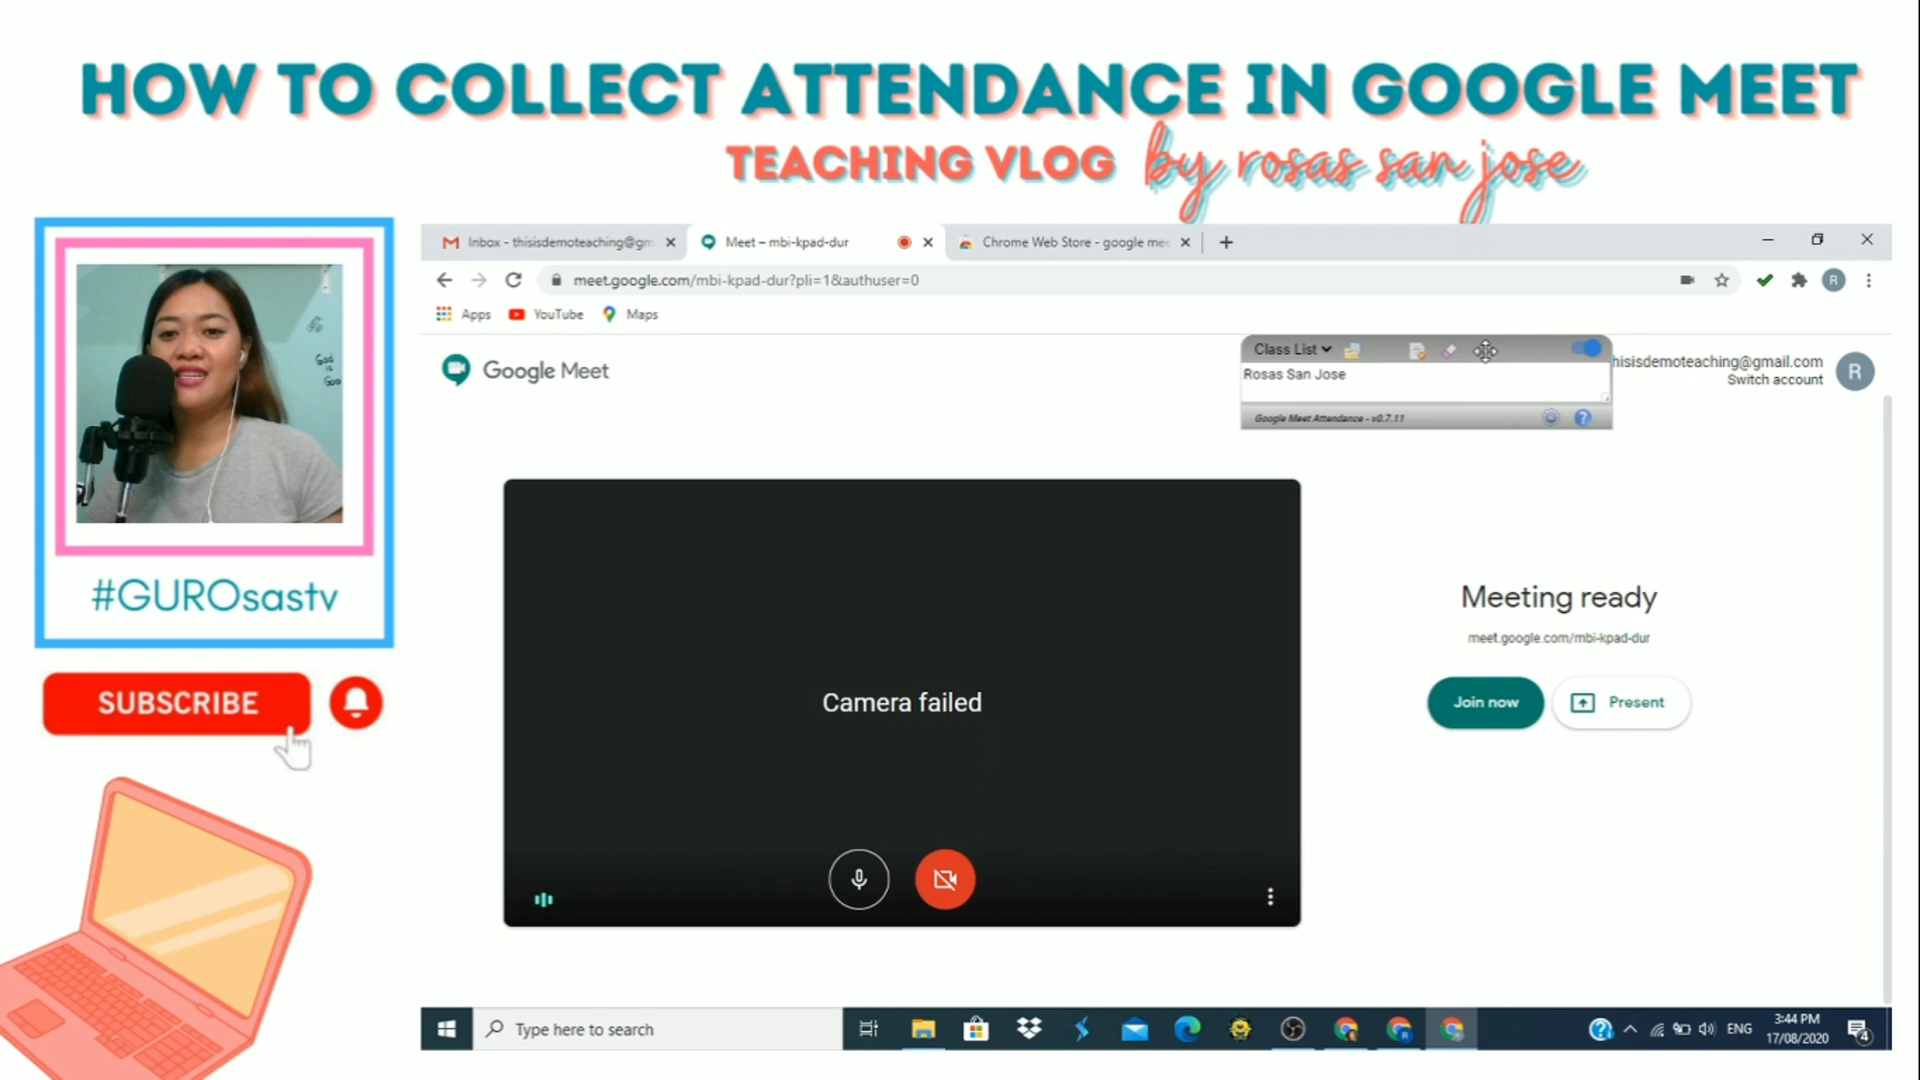 HOW TO COLLECT ATTENDANCE IN GOOGLE MEET
TEACHING VLOG by rosas san jose
Inbox - thisisdemoteaching@gm
Meet – mbi-kpad-dur
Chrome Web Store - google mee
meet.google.com/mbi-kpad-dur?pli=1&authuser=0
R
Apps
YouTube
Maps
Google Meet
Class List
Rosas San Jose
Google Meet Attendance - v0.7.11
?
hisisdemoteaching@gmail.com
Switch account
R
God
is
Goo
#GUROsastv
SUBSCRIBE
Camera failed
Meeting ready
meet.google.com/mbi-kpad-dur
Join now
Present
Type here to search
ENG
3:44 PM
17/08/2020
4